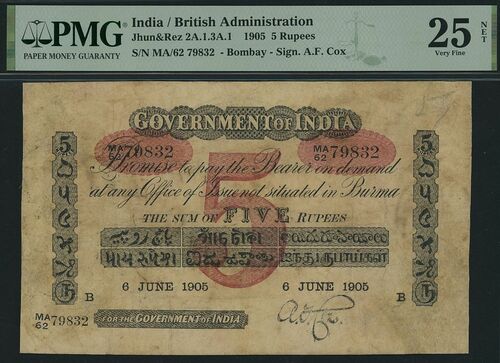 PMG
PAPER MONEY GUARANTY
India / British Administration
Jhun&Rez 2A.1.3A.1 1905 5 Rupees
S/N MA/62 79832 - Bombay - Sign. A.F. Cox
25 NET
Very Fine
GOVERNMENT OF INDIA
MA/62 79832 MA/62 79832
I Promise to pay the Bearer on demand
at any Office of Issue not situated in Burma
THE SUM OF FIVE RUPEES
5
B 6 JUNE 1905 6 JUNE 1905 B
MA/62 79832
FOR THE GOVERNMENT OF INDIA
A.F. Cox